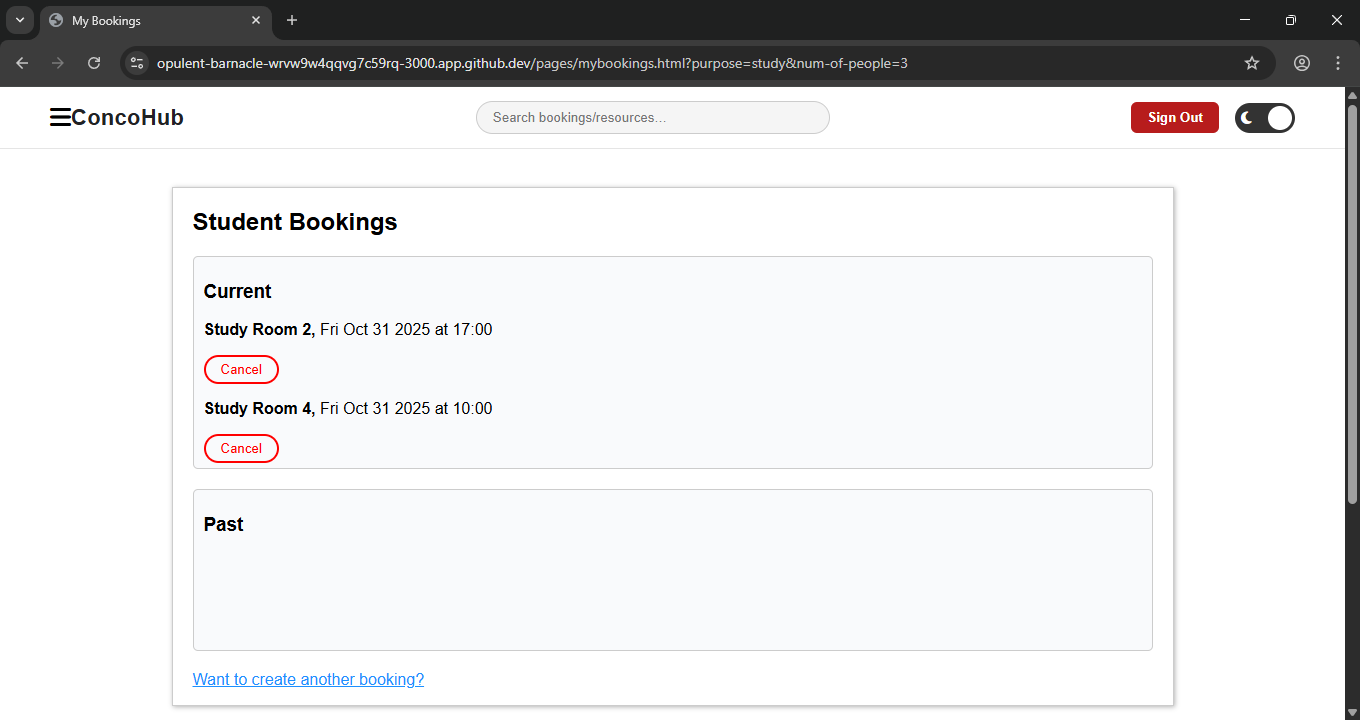 My Bookings
opulent-barnacle-wrvw9w4qqvg7c59rq-3000.app.github.dev/pages/mybookings.html?purpose=study&num-of-people=3
ConcoHub
Search bookings/resources...
Sign Out
Student Bookings
Current
Study Room 2, Fri Oct 31 2025 at 17:00
Cancel
Study Room 4, Fri Oct 31 2025 at 10:00
Cancel
Past
Want to create another booking?